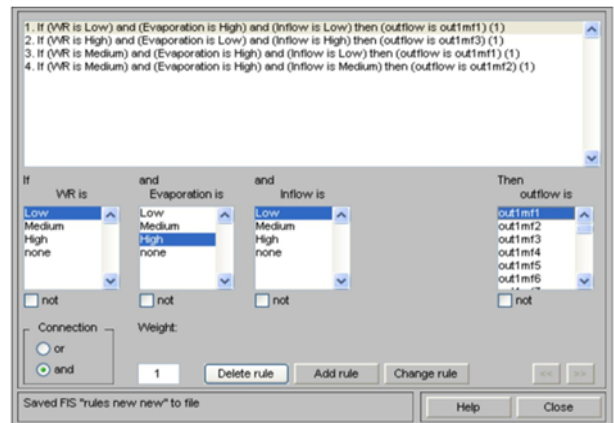 1. If (WR is Low) and (Evaporation is High) and (Inflow is Low) then (outflow is out1mf1) (1)
2. If (WR is High) and (Evaporation is Low) and (Inflow is High) then (outflow is out1mf3) (1)
3. If (WR is Medium) and (Evaporation is High) and (Inflow is Low) then (outflow is out1mf1) (1)
4. If (WR is Medium) and (Evaporation is High) and (Inflow is Medium) then (outflow is out1mf2) (1)
If and and Then
WR is Evaporation is Inflow is outflow is
Low Low Low out1mf1
Medium Medium Medium out1mf2
High High High out1mf3
none none none out1mf4
out1mf5
out1mf6
not not not not
Connection Weight:
or
and 1 Delete rule Add rule Change rule << >>
Saved FIS "rules new new" to file Help Close